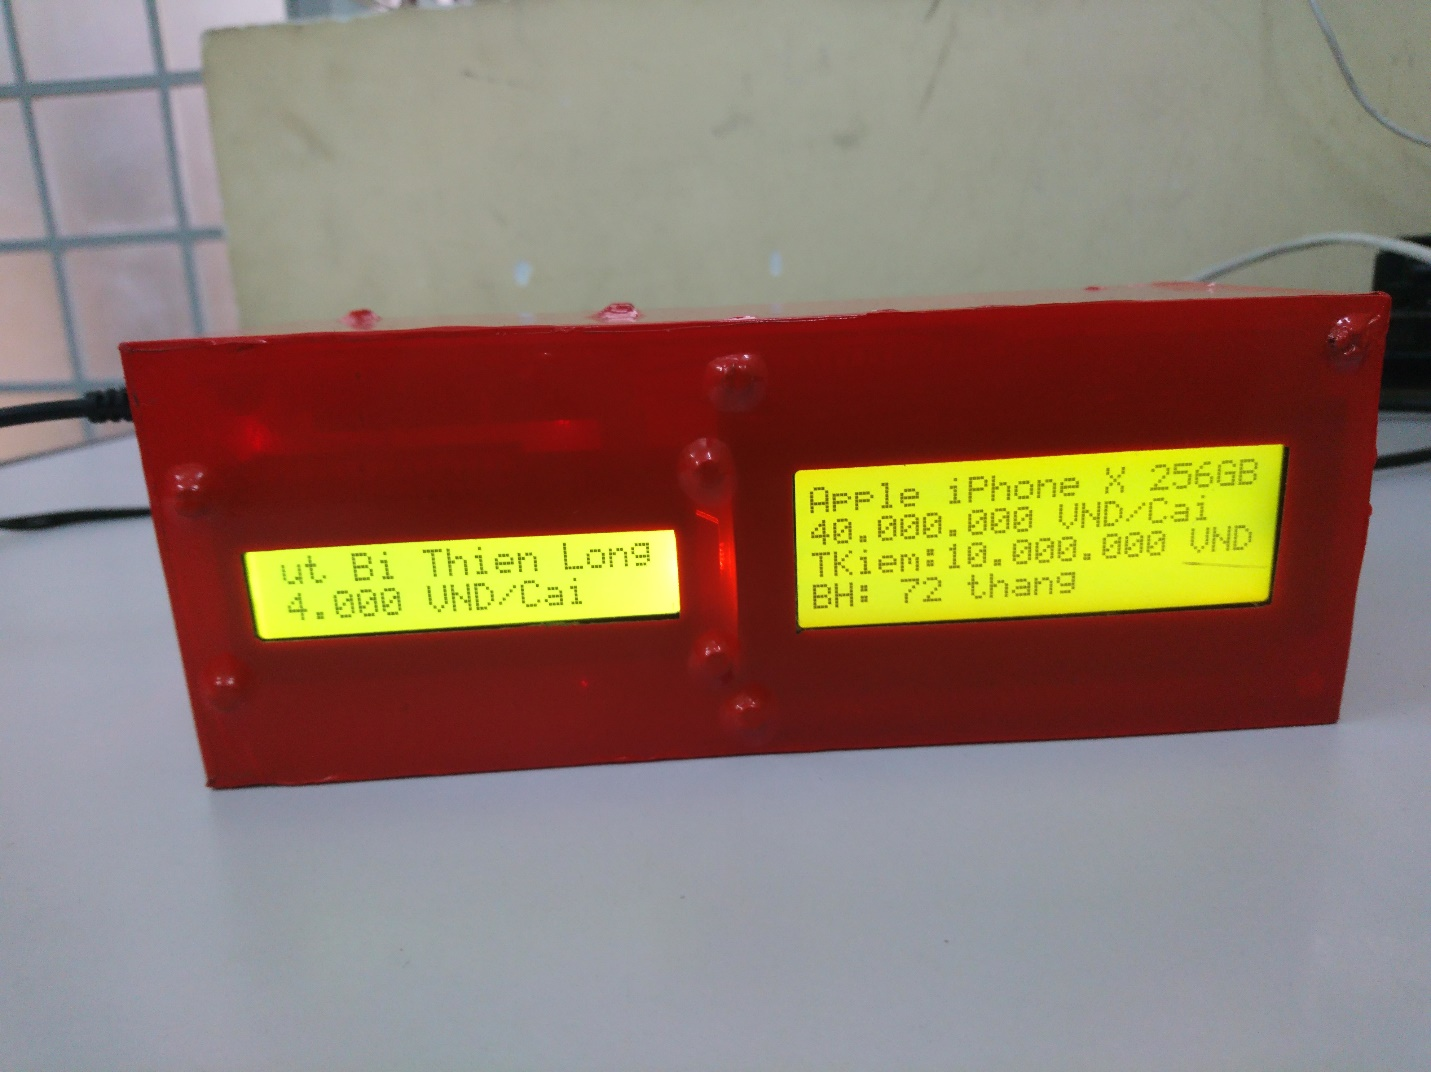 ut Bi Thien Long
4.000 VND/Cai
Apple iPhone X 256GB
40.000.000 VND/Cai
TKiem:10.000.000 VND
BH: 72 thang